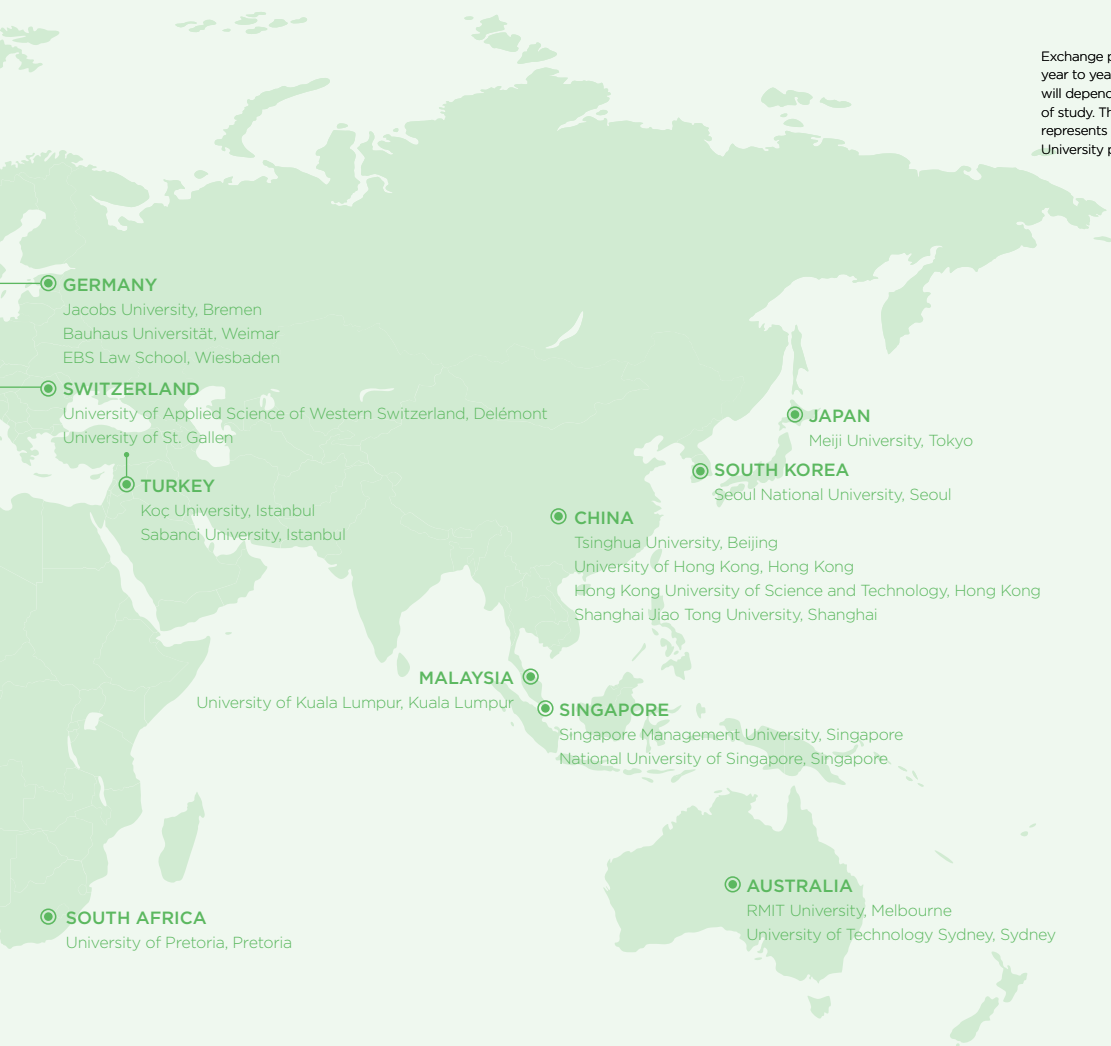 Exchange p
year to yea
will depend
of study. Th
represents
University p
GERMANY
Jacobs University, Bremen
Bauhaus Universität, Weimar
EBS Law School, Wiesbaden
SWITZERLAND
University of Applied Science of Western Switzerland, Delémont
University of St. Gallen
TURKEY
Koç University, Istanbul
Sabanci University, Istanbul
JAPAN
Meiji University, Tokyo
SOUTH KOREA
Seoul National University, Seoul
CHINA
Tsinghua University, Beijing
University of Hong Kong, Hong Kong
Hong Kong University of Science and Technology, Hong Kong
Shanghai Jiao Tong University, Shanghai
MALAYSIA
University of Kuala Lumpur, Kuala Lumpur
SINGAPORE
Singapore Management University, Singapore
National University of Singapore, Singapore
AUSTRALIA
RMIT University, Melbourne
University of Technology Sydney, Sydney
SOUTH AFRICA
University of Pretoria, Pretoria